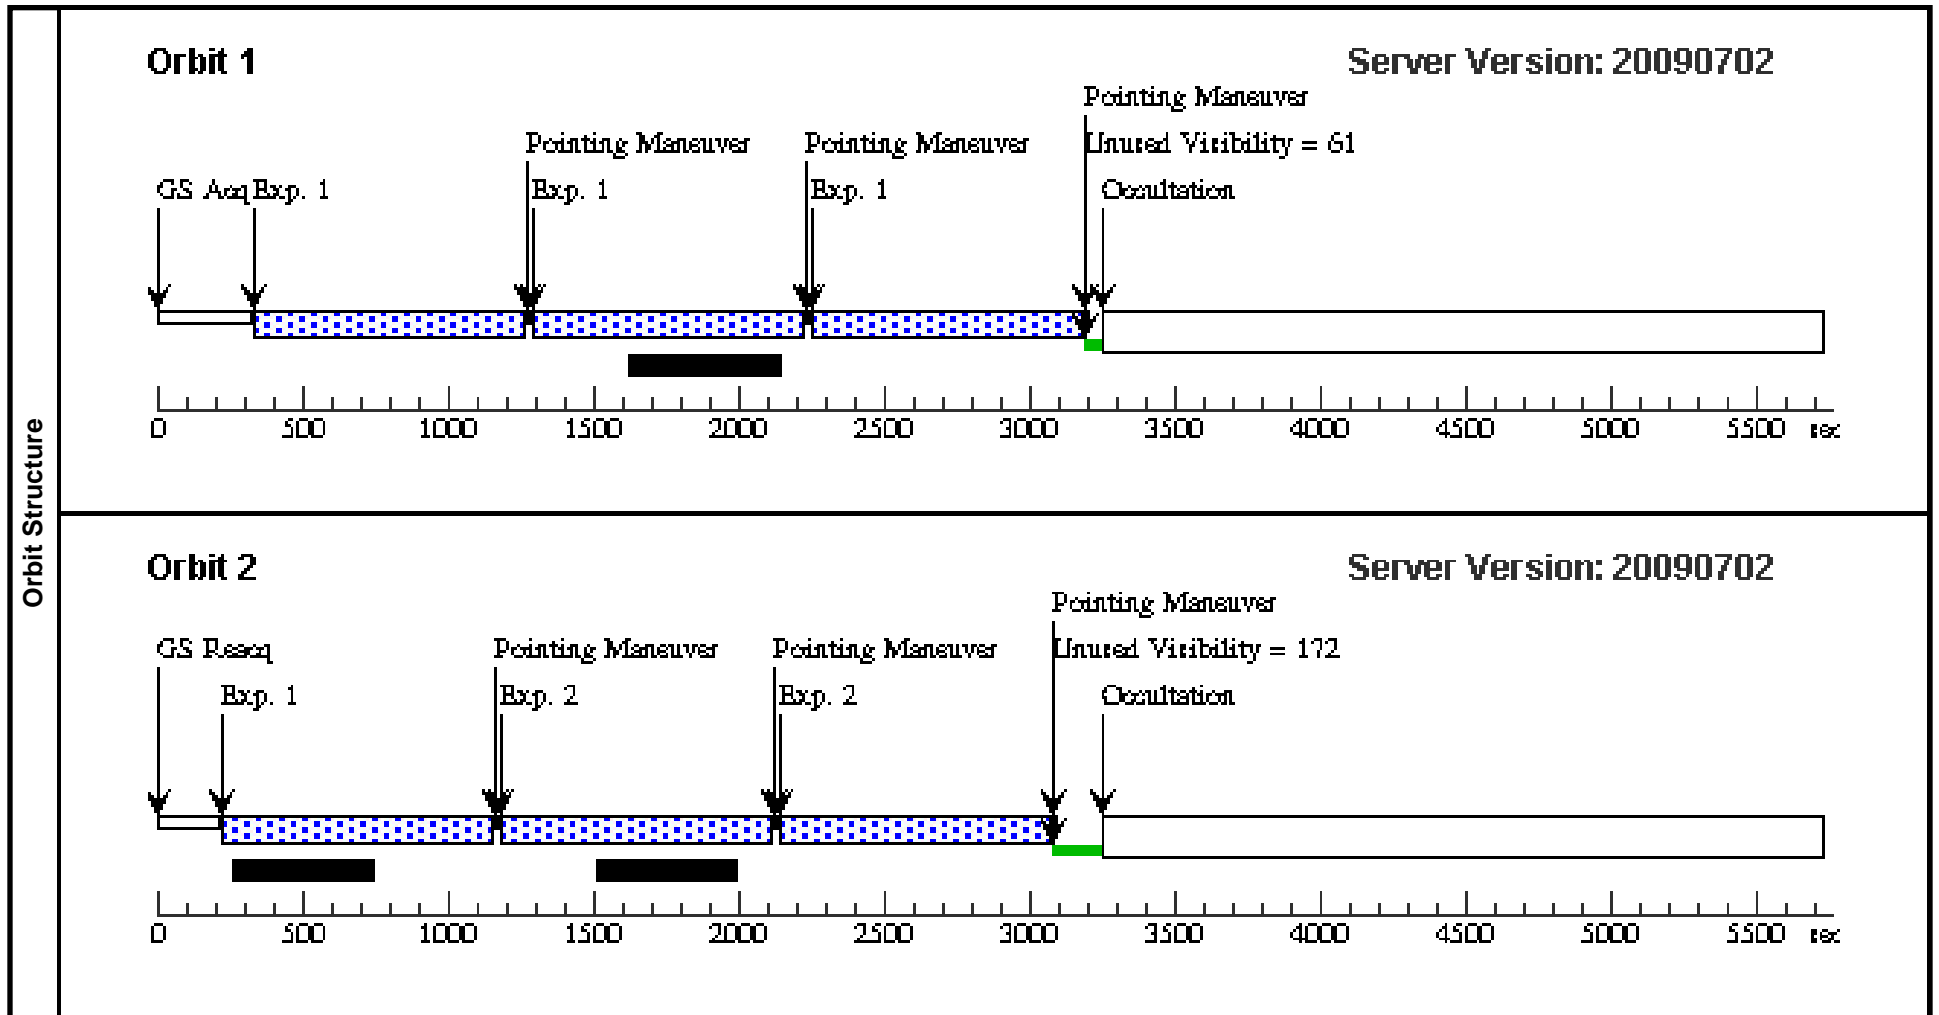 Orbit Structure
Orbit 1
Server Version: 20090702
Pointing Maneuver
Pointing Maneuver
Pointing Maneuver
Unused Visibility = 61
GS Acq
Exp. 1
Exp. 1
Exp. 1
Occultation
0 500 1000 1500 2000 2500 3000 3500 4000 4500 5000 5500 sec
Orbit 2
Server Version: 20090702
Pointing Maneuver
GS Reacq
Pointing Maneuver
Pointing Maneuver
Unused Visibility = 172
Exp. 1
Exp. 2
Exp. 2
Occultation
0 500 1000 1500 2000 2500 3000 3500 4000 4500 5000 5500 sec